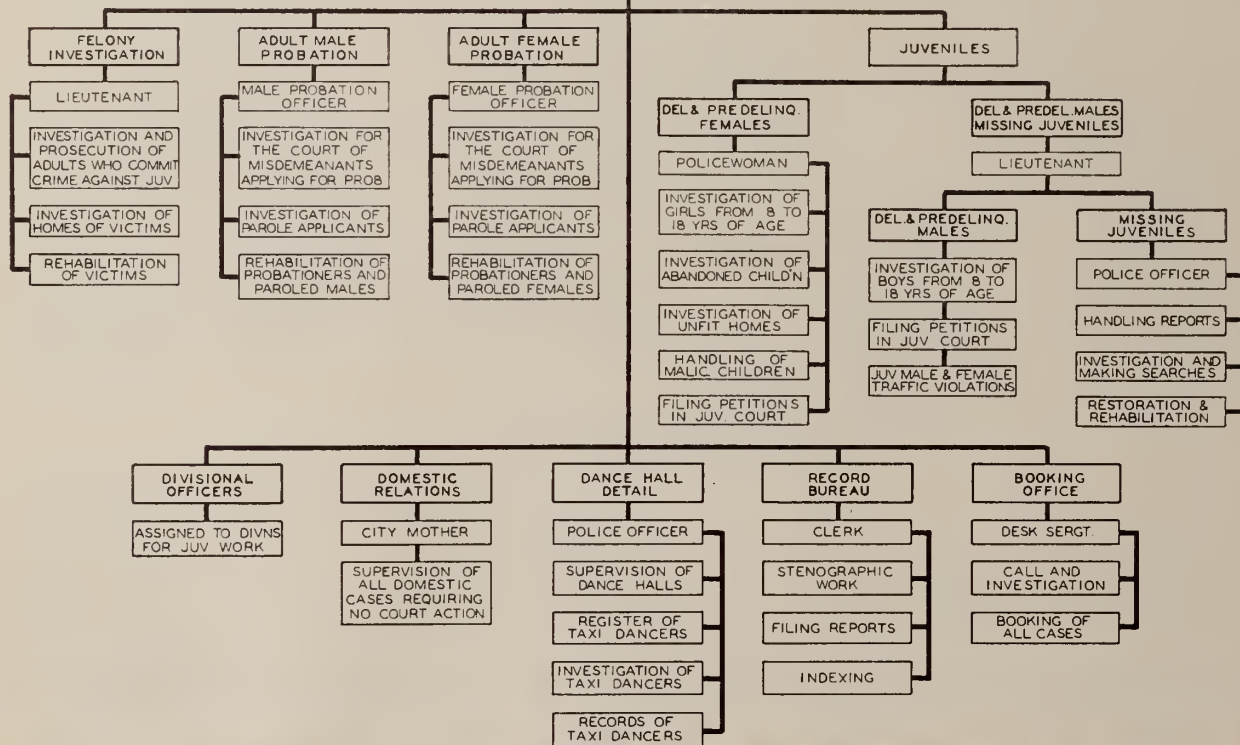 FELONY
INVESTIGATION
LIEUTENANT
INVESTIGATION AND
PROSECUTION OF
ADULTS WHO COMMIT
CRIME AGAINST JUV
INVESTIGATION OF
HOMES OF VICTIMS
REHABILITATION
OF VICTIMS
ADULT MALE
PROBATION
MALE PROBATION
OFFICER
INVESTIGATION FOR
THE COURT OF
MISDEMEANANTS
APPLYING FOR PROB
INVESTIGATION OF
PAROLE APPLICANTS
REHABILITATION OF
PROBATIONERS AND
PAROLED MALES
ADULT FEMALE
PROBATION
FEMALE PROBATION
OFFICER
INVESTIGATION FOR
THE COURT OF
MISDEMEANANTS
APPLYING FOR PROB
INVESTIGATION OF
PAROLE APPLICANTS
REHABILITATION OF
PROBATIONERS AND
PAROLED FEMALES
JUVENILES
DEL & PREDELINQ.
FEMALES
POLICEWOMAN
INVESTIGATION OF
GIRLS FROM 8 TO
18 YRS OF AGE
INVESTIGATION OF
ABANDONED CHILD'N
INVESTIGATION OF
UNFIT HOMES
HANDLING OF
MALIC. CHILDREN
FILING PETITIONS
IN JUV. COURT
DEL & PREDEL. MALES
MISSING JUVENILES
LIEUTENANT
DEL. & PREDELINQ.
MALES
INVESTIGATION OF
BOYS FROM 8 TO
18 YRS OF AGE
FILING PETITIONS
IN JUV COURT
JUV MALE & FEMALE
TRAFFIC VIOLATIONS
MISSING
JUVENILES
POLICE OFFICER
HANDLING REPORTS
INVESTIGATION AND
MAKING SEARCHES
RESTORATION &
REHABILITATION
DIVISIONAL
OFFICERS
ASSIGNED TO DIVNS
FOR JUV WORK
DOMESTIC
RELATIONS
CITY MOTHER
SUPERVISION OF
ALL DOMESTIC
CASES REQUIRING
NO COURT ACTION
DANCE HALL
DETAIL
POLICE OFFICER
SUPERVISION OF
DANCE HALLS
REGISTER OF
TAXI DANCERS
INVESTIGATION OF
TAXI DANCERS
RECORDS OF
TAXI DANCERS
RECORD
BUREAU
CLERK
STENOGRAPHIC
WORK
FILING REPORTS
INDEXING
BOOKING
OFFICE
DESK SERGT.
CALL AND
INVESTIGATION
BOOKING OF
ALL CASES